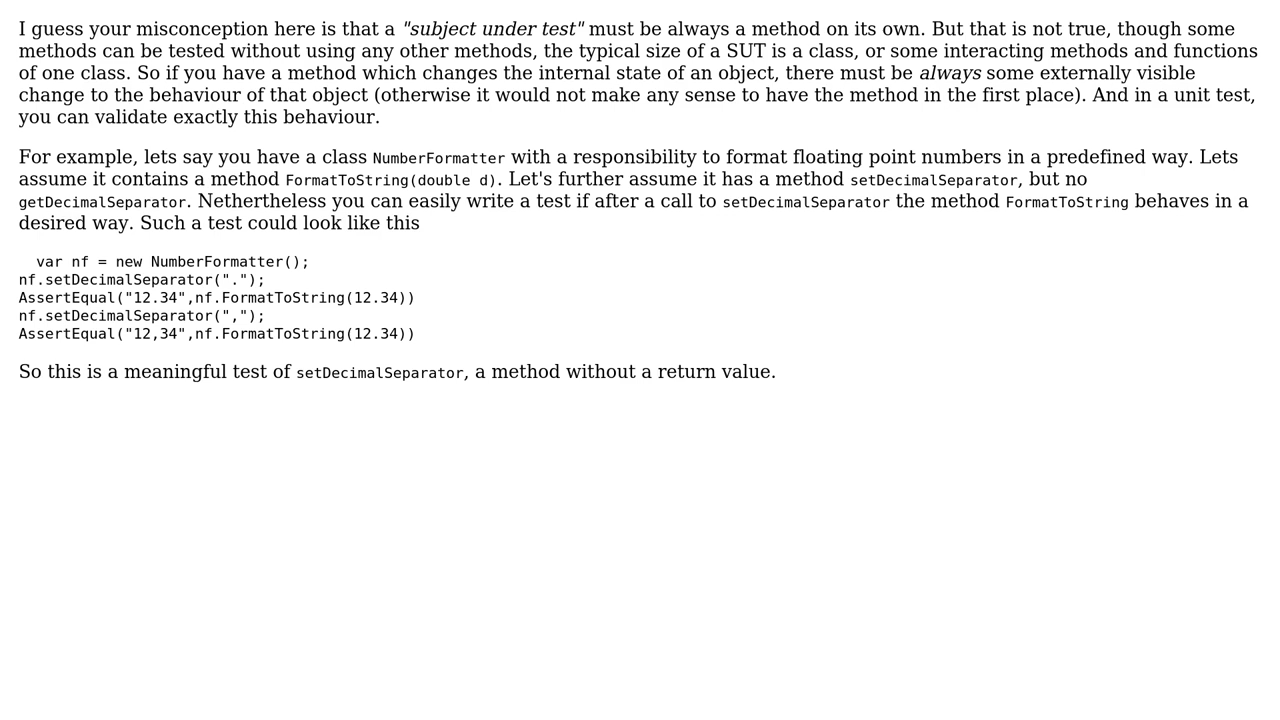 I guess your misconception here is that a "subject under test" must be always a method on its own. But that is not true, though some
methods can be tested without using any other methods, the typical size of a SUT is a class, or some interacting methods and functions
of one class. So if you have a method which changes the internal state of an object, there must be always some externally visible
change to the behaviour of that object (otherwise it would not make any sense to have the method in the first place). And in a unit test,
you can validate exactly this behaviour.
For example, lets say you have a class NumberFormatter with a responsibility to format floating point numbers in a predefined way. Lets
assume it contains a method FormatToString(double d). Let's further assume it has a method setDecimalSeparator, but no
getDecimalSeparator. Nethertheless you can easily write a test if after a call to setDecimalSeparator the method FormatToString behaves in a
desired way. Such a test could look like this
  var nf = new NumberFormatter();
nf.setDecimalSeparator(".");
AssertEqual("12.34",nf.FormatToString(12.34))
nf.setDecimalSeparator(",");
AssertEqual("12,34",nf.FormatToString(12.34))
So this is a meaningful test of setDecimalSeparator, a method without a return value.